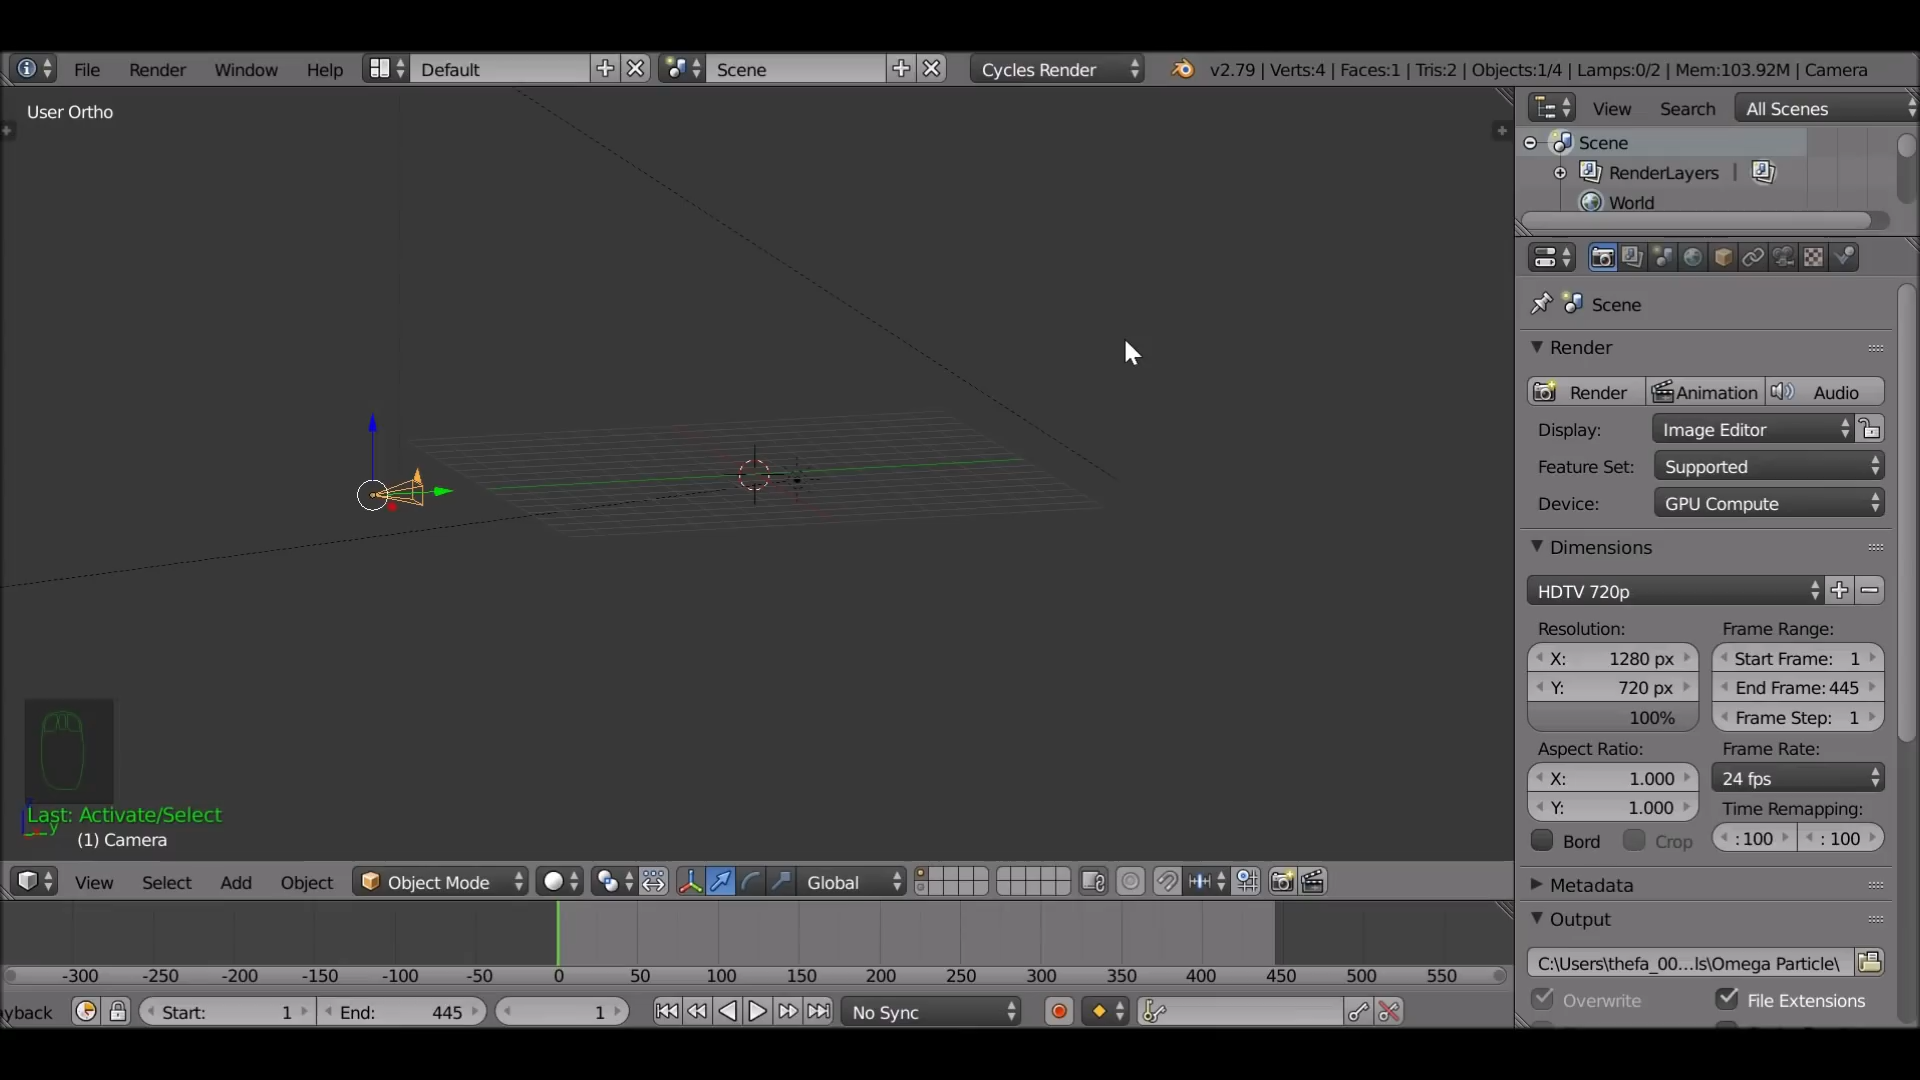 File Render Window Help Default Scene Cycles Render v2.79 | Verts:4 | Faces:1 | Tris:2 | Objects:1/4 | Lamps:0/2 | Mem:103.92M | Camera
User Ortho
View Search All Scenes
Scene
RenderLayers
World
Scene
Render
Render Animation Audio
Display: Image Editor
Feature Set: Supported
Device: GPU Compute
Dimensions
HDTV 720p
Resolution: Frame Range:
X: 1280 px Start Frame: 1
Y: 720 px End Frame: 445
100% Frame Step: 1
Aspect Ratio: Frame Rate:
X: 1.000 24 fps
Y: 1.000 Time Remapping:
Bord Crop : 100 : 100
Metadata
Output
C:\Users\thefa_00...ls\Omega Particle\
Overwrite File Extensions
Last: Activate/Select
y
(1) Camera
View Select Add Object Object Mode Global
-300 -250 -200 -150 -100 -50 0 50 100 150 200 250 300 350 400 450 500 550
yback Start: 1 End: 445 1 No Sync